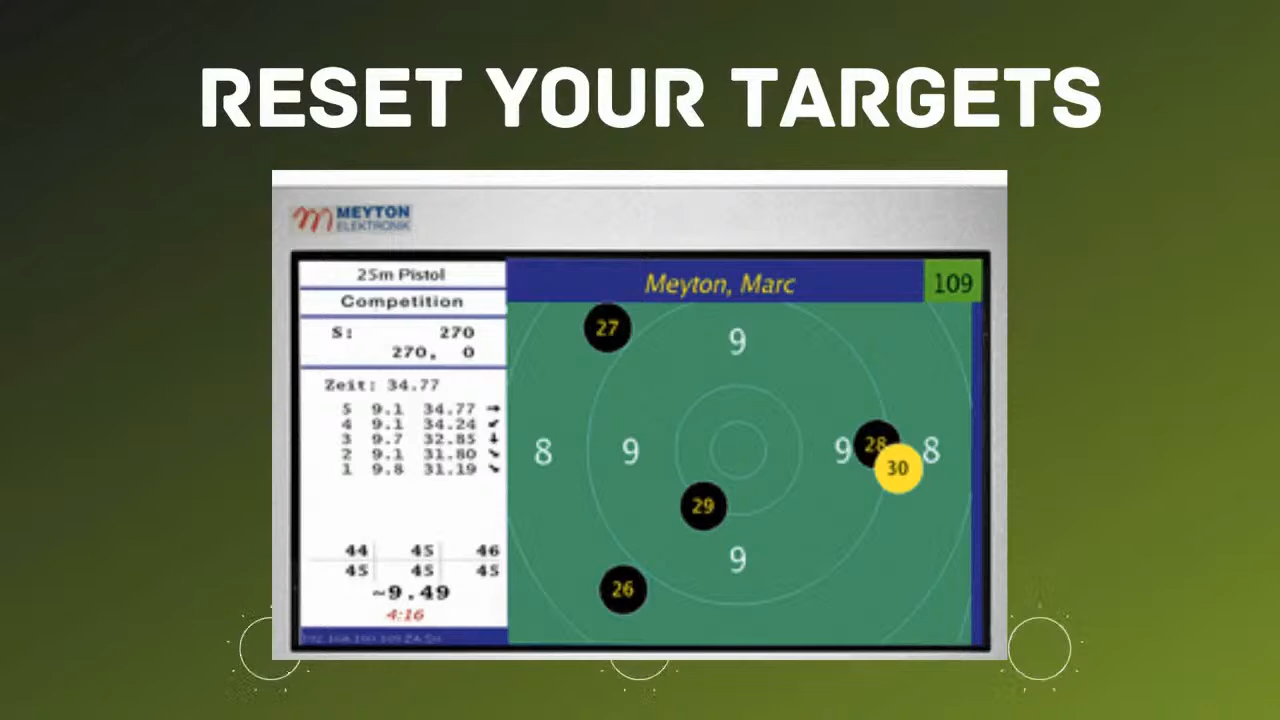 RESET YOUR TARGETS
MEYTON
ELEKTRONIK
25m Pistol
Competition
S: 270
270, 0
Zeit: 34.77
5 9.1 34.77 →
4 9.1 34.24 ↙
3 9.7 32.85 ↓
2 9.1 31.80 ↘
1 9.8 31.19 ↘
44 45 46
45 45 45
~9.49
4:16
Meyton, Marc
109
27
9
8 9 9 28 8
30
29
9
26